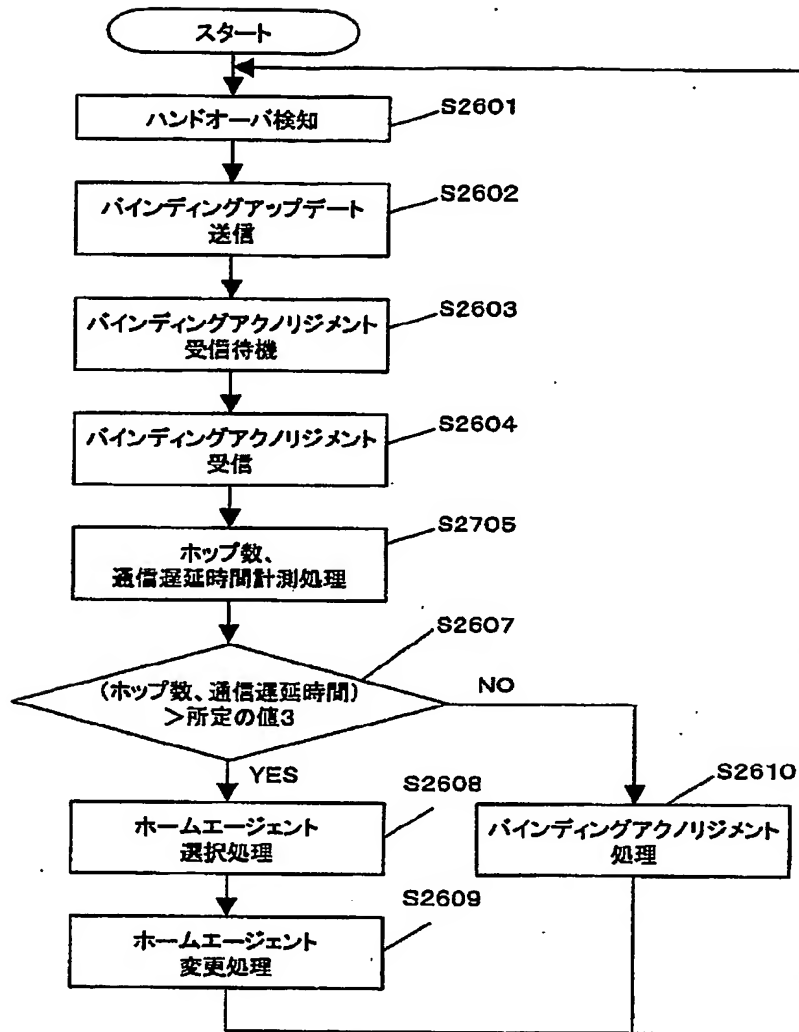 スタート
ハンドオーバ検知
S2601
バインディングアップデート
送信
S2602
バインディングアクノリジメント
受信待機
S2603
バインディングアクノリジメント
受信
S2604
ホップ数、
通信遅延時間計測処理
S2705
(ホップ数、通信遅延時間)
>所定の値3
S2607
NO
YES
ホームエージェント
選択処理
S2608
バインディングアクノリジメント
処理
S2610
ホームエージェント
変更処理
S2609